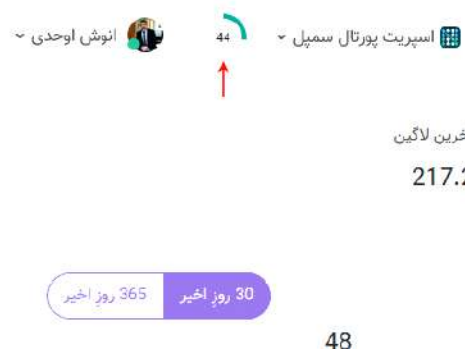 اسپریت پورتال سمپل
44
انوش اوحدی
خرین لاگین
217.2
30 روز اخیر
365 روز اخیر
48